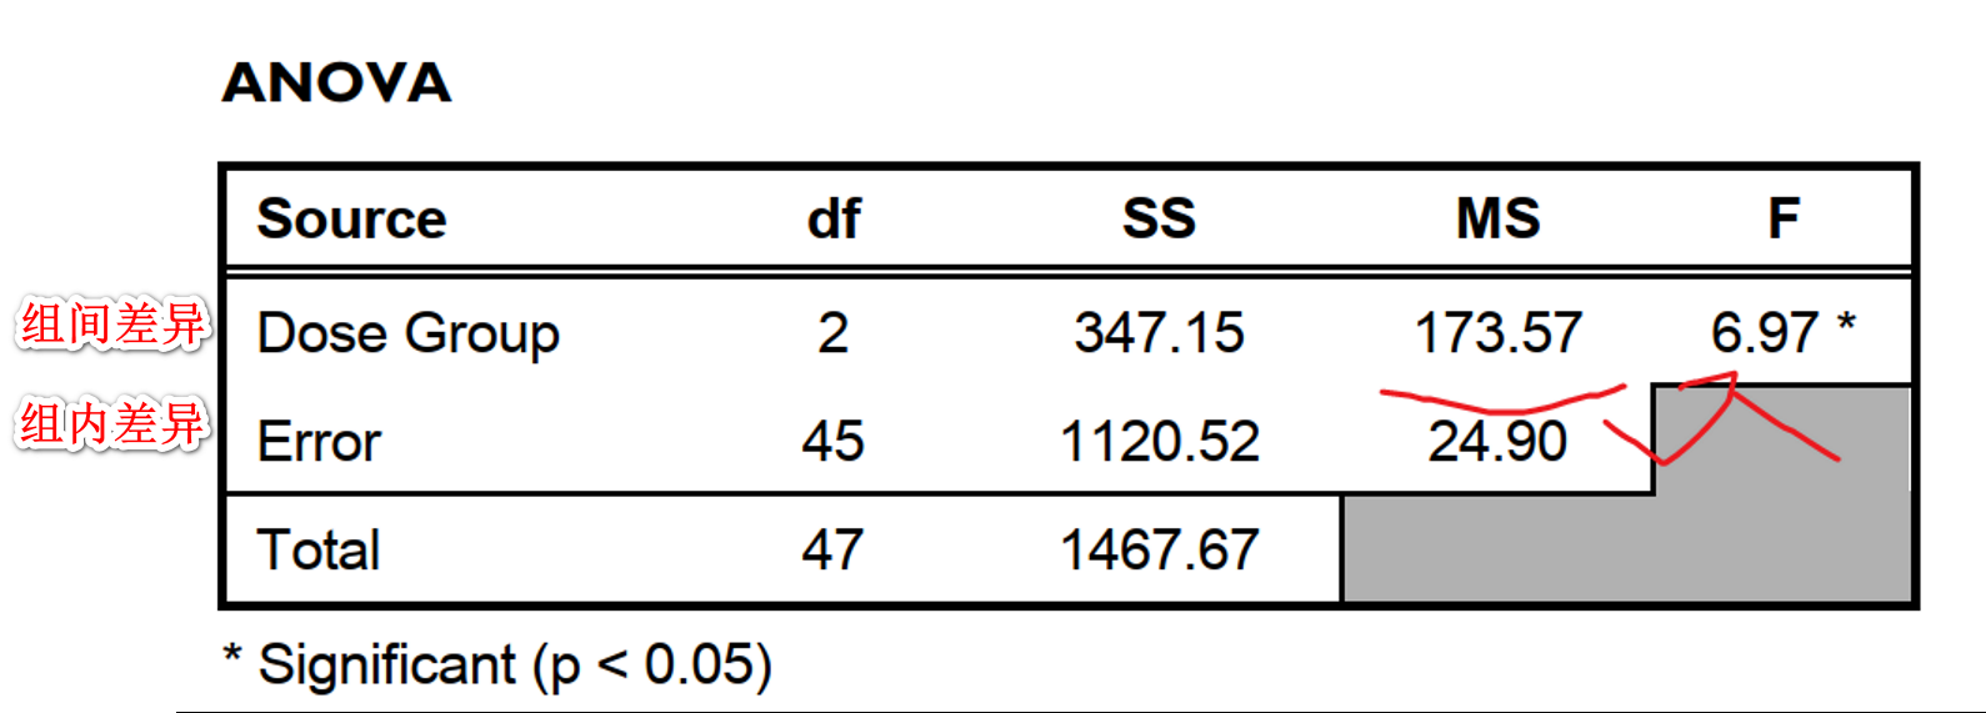 ANOVA
Source df SS MS F
组间差异 Dose Group 2 347.15 173.57 6.97 *
组内差异 Error 45 1120.52 24.90
Total 47 1467.67
* Significant (p < 0.05)